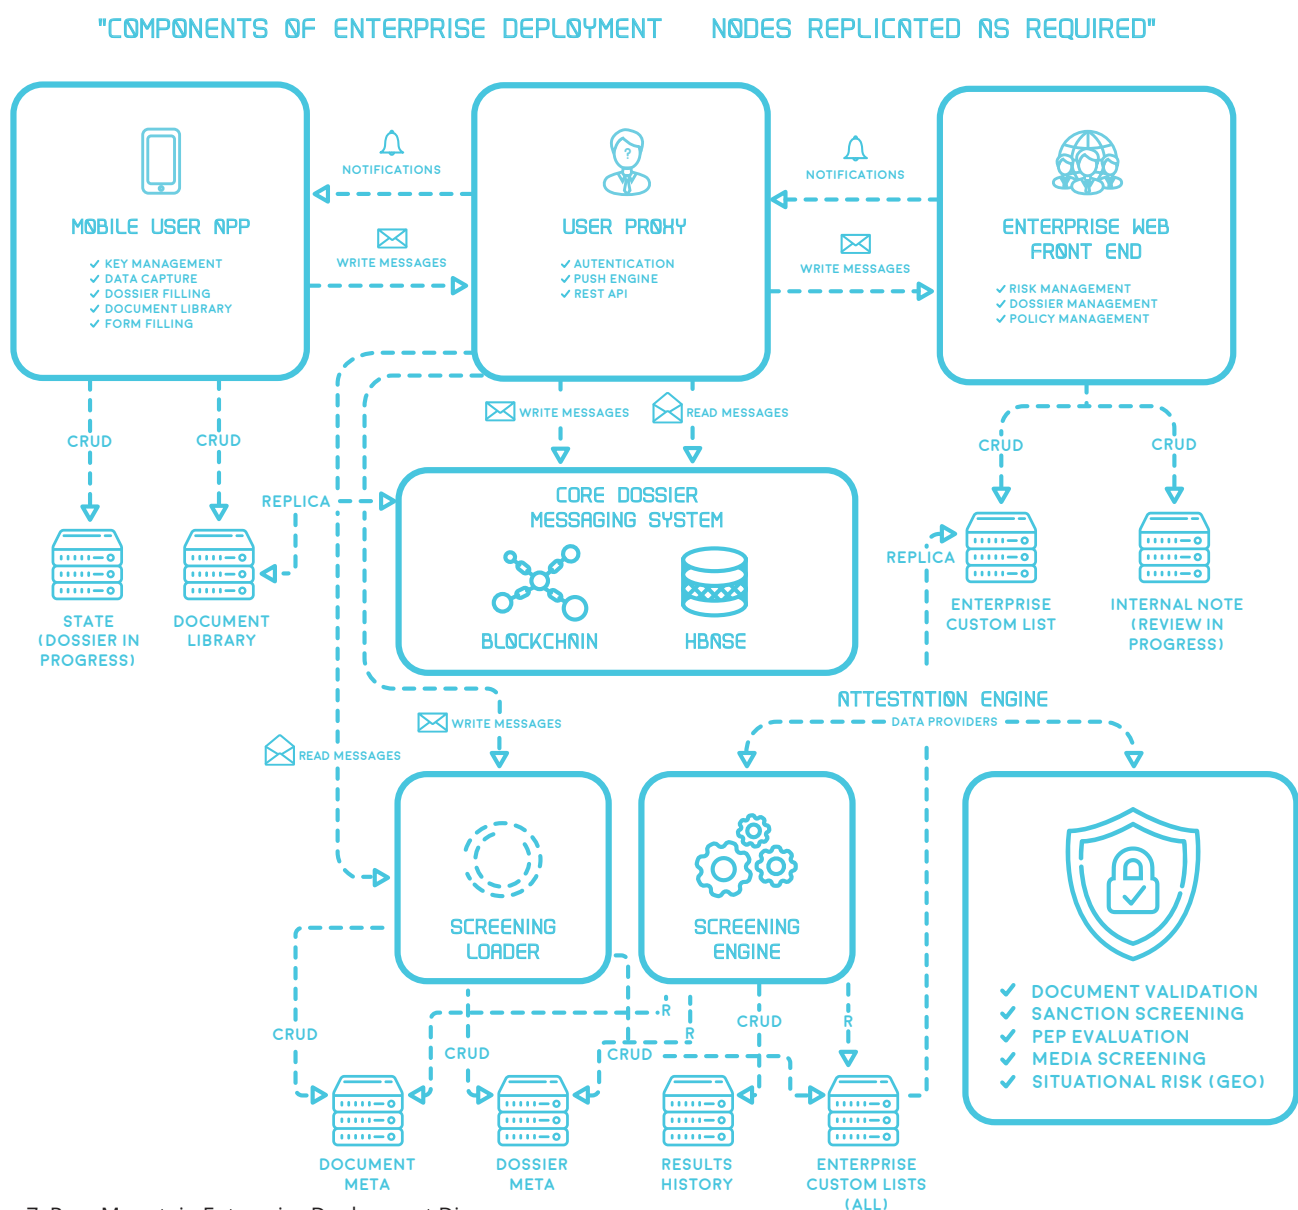 "COMPONENTS OF ENTERPRISE DEPLOYMENT NODES REPLICATED AS REQUIRED"
NOTIFICATIONS
NOTIFICATIONS
MOBILE USER APP
KEY MANAGEMENT
DATA CAPTURE
DOSSIER FILLING
DOCUMENT LIBRARY
FORM FILLING
WRITE MESSAGES
USER PROXY
AUTENTICATION
PUSH ENGINE
REST API
WRITE MESSAGES
ENTERPRISE WEB
FRONT END
RISK MANAGEMENT
DOSSIER MANAGEMENT
POLICY MANAGEMENT
WRITE MESSAGES
READ MESSAGES
CRUD
CRUD
CRUD
CRUD
REPLICA
CORE DOSSIER
MESSAGING SYSTEM
BLOCKCHAIN
HBASE
REPLICA
STATE
(DOSSIER IN
PROGRESS)
DOCUMENT
LIBRARY
ENTERPRISE
CUSTOM LIST
INTERNAL NOTE
(REVIEW IN
PROGRESS)
ATTESTATION ENGINE
DATA PROVIDERS
WRITE MESSAGES
READ MESSAGES
SCREENING
LOADER
SCREENING
ENGINE
DOCUMENT VALIDATION
SANCTION SCREENING
PEP EVALUATION
MEDIA SCREENING
SITUATIONAL RISK (GEO)
CRUD
CRUD
R
R
CRUD
CRUD
R
DOCUMENT
META
DOSSIER
META
RESULTS
HISTORY
ENTERPRISE
CUSTOM LISTS
(ALL)